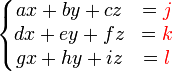 ax + by + cz = j
dx + ey + fz = k
gx + hy + iz = l